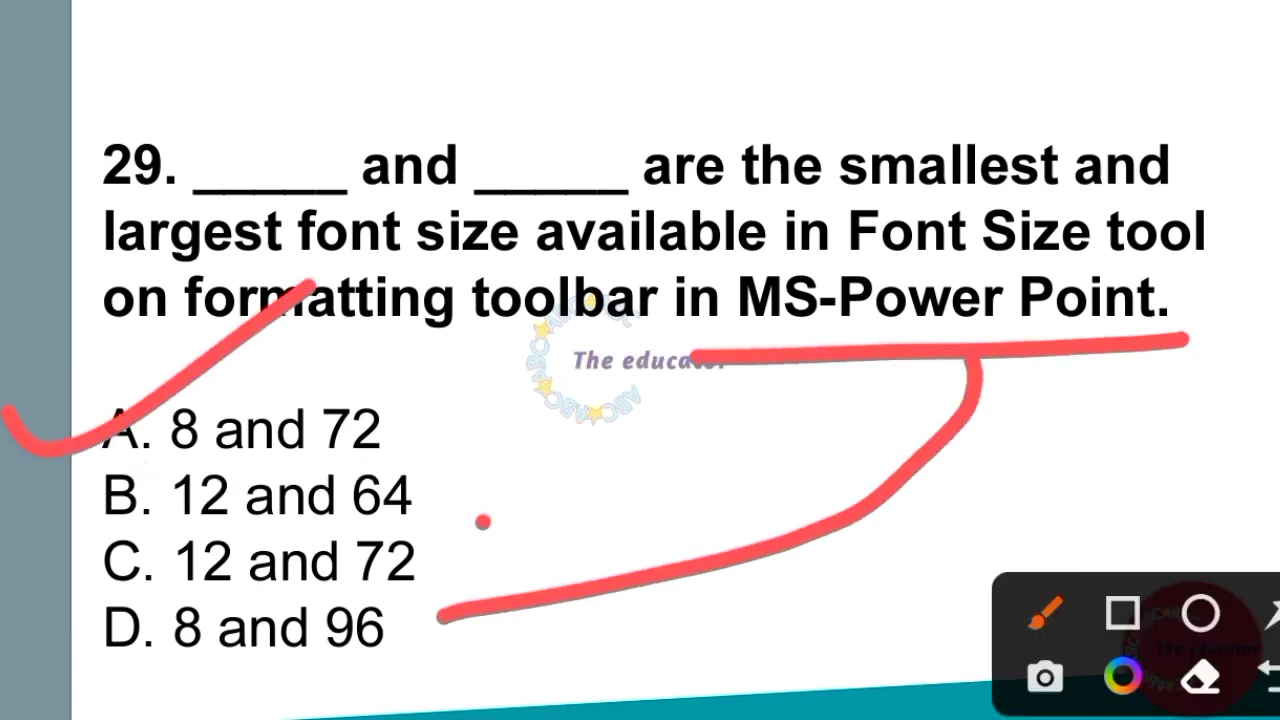 29. _____ and _____ are the smallest and
largest font size available in Font Size tool
on formatting toolbar in MS-Power Point.
The educator
A. 8 and 72
B. 12 and 64
C. 12 and 72
D. 8 and 96